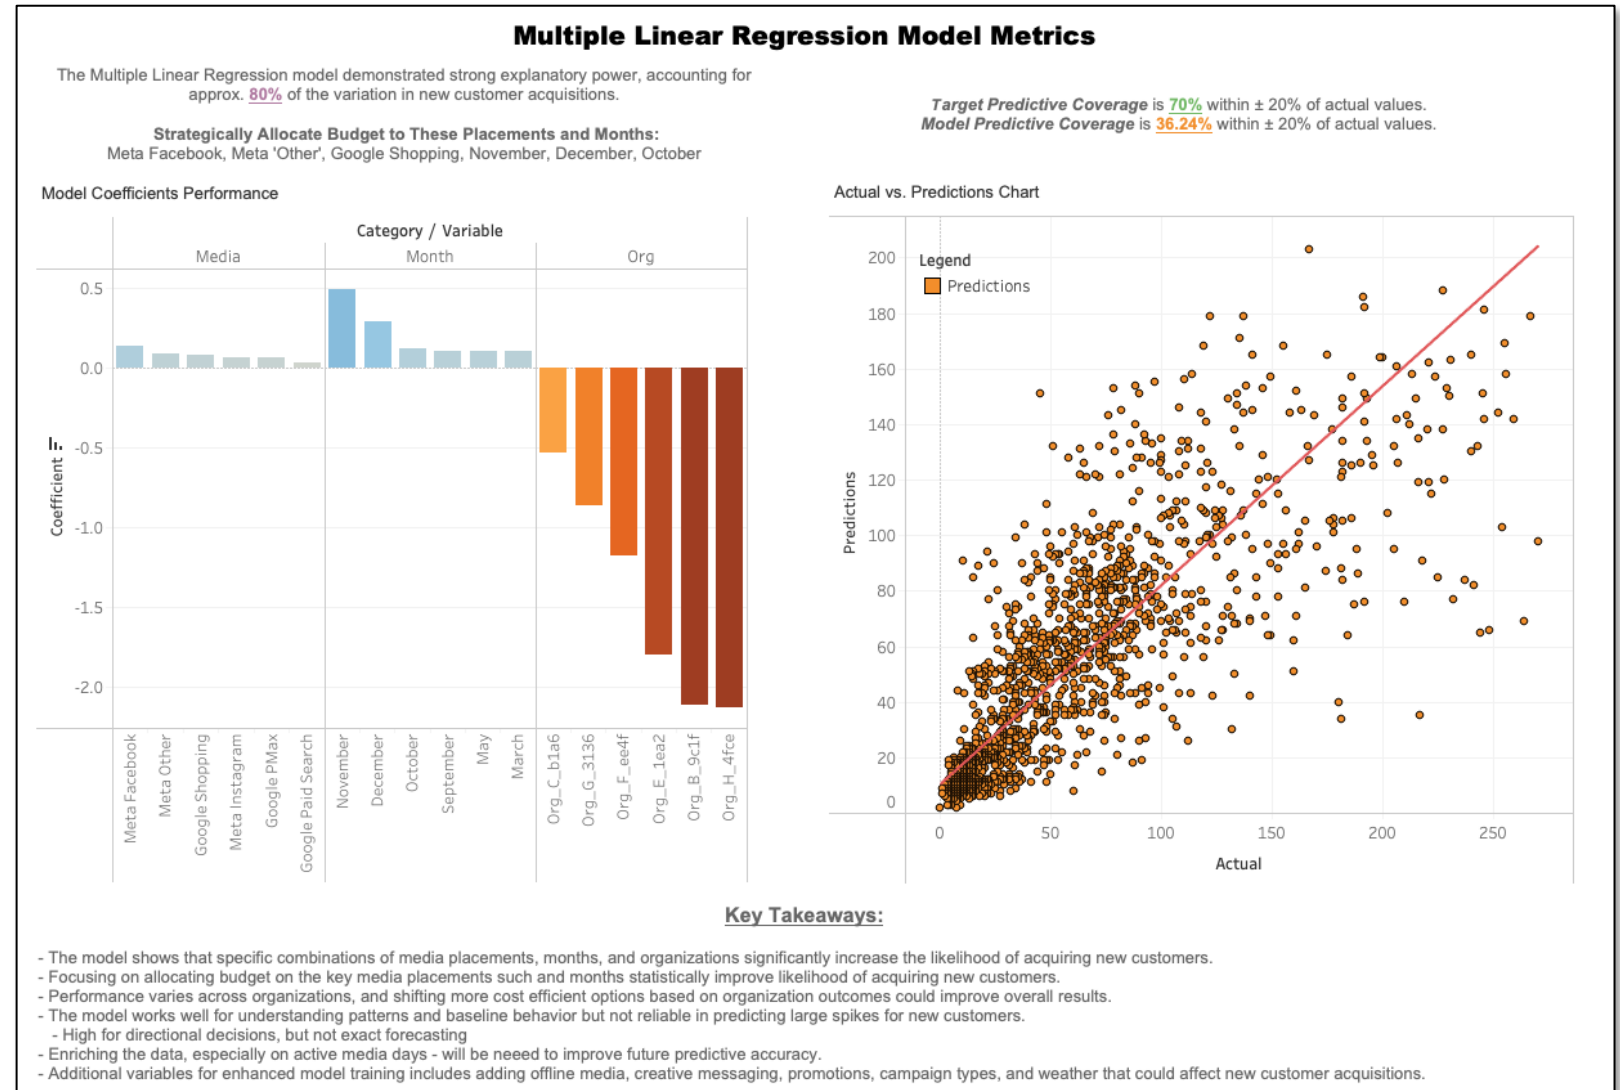 Multiple Linear Regression Model Metrics
The Multiple Linear Regression model demonstrated strong explanatory power, accounting for
approx. 80% of the variation in new customer acquisitions.
Strategically Allocate Budget to These Placements and Months:
Meta Facebook, Meta 'Other', Google Shopping, November, December, October
Target Predictive Coverage is 70% within ± 20% of actual values.
Model Predictive Coverage is 36.24% within ± 20% of actual values.
Model Coefficients Performance
Category / Variable
Media
Month
Org
Coefficient
0.5
0.0
-0.5
-1.0
-1.5
-2.0
Meta Facebook
Meta Other
Google Shopping
Meta Instagram
Google PMax
Google Paid Search
November
December
October
September
May
March
Org_C_b1a6
Org_G_3136
Org_F_ee4f
Org_E_1ea2
Org_B_9c1f
Org_H_4fce
Actual vs. Predictions Chart
Legend
Predictions
Predictions
200
180
160
140
120
100
80
60
40
20
0
0
50
100
150
200
250
Actual
Key Takeaways:
- The model shows that specific combinations of media placements, months, and organizations significantly increase the likelihood of acquiring new customers.
- Focusing on allocating budget on the key media placements such and months statistically improve likelihood of acquiring new customers.
- Performance varies across organizations, and shifting more cost efficient options based on organization outcomes could improve overall results.
- The model works well for understanding patterns and baseline behavior but not reliable in predicting large spikes for new customers.
- High for directional decisions, but not exact forecasting
- Enriching the data, especially on active media days - will be neeed to improve future predictive accuracy.
- Additional variables for enhanced model training includes adding offline media, creative messaging, promotions, campaign types, and weather that could affect new customer acquisitions.